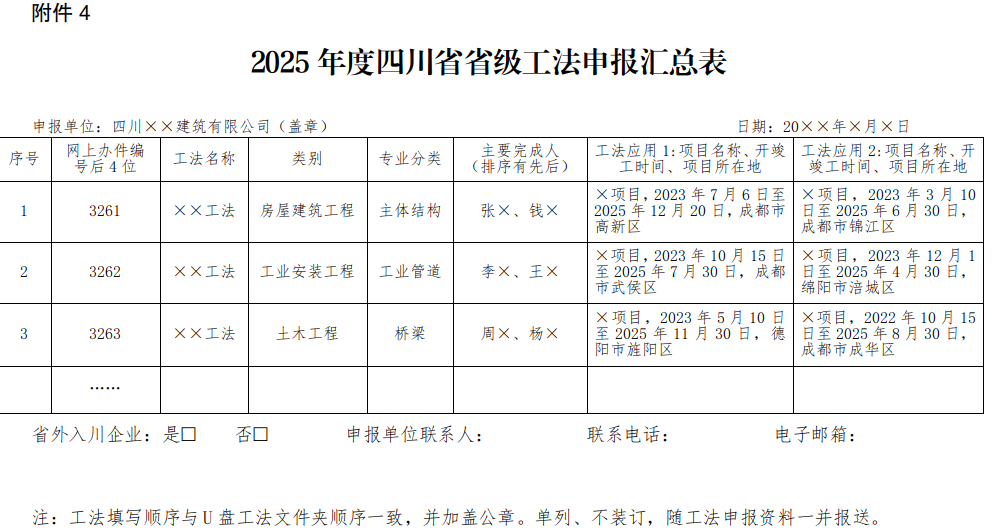 附件 4
2025 年度四川省省级工法申报汇总表
申报单位：四川××建筑有限公司（盖章）
日期：20××年×月×日
序号
网上办件编
号后 4 位
工法名称
类别
专业分类
主要完成人
（排序有先后）
工法应用 1:项目名称、开竣
工时间、项目所在地
工法应用 2:项目名称、开
竣工时间、项目所在地
1
3261
××工法
房屋建筑工程
主体结构
张×、钱×
×项目，2023 年 7 月 6 日至
2025 年 12 月 20 日，成都市
高新区
×项目，2023 年 3 月 10
日至 2025 年 6 月 30 日，
成都市锦江区
2
3262
××工法
工业安装工程
工业管道
李×、王×
×项目，2023 年 10 月 15 日
至 2025 年 7 月 30 日，成都
市武侯区
×项目，2023 年 12 月 1
日至 2025 年 4 月 30 日，
绵阳市涪城区
3
3263
××工法
土木工程
桥梁
周×、杨×
×项目，2023 年 5 月 10 日
至 2025 年 11 月 30 日，德
阳市旌阳区
×项目，2022 年 10 月 15
日至 2025 年 8 月 30 日，
成都市成华区
……
省外入川企业：是□ 否□ 申报单位联系人： 联系电话： 电子邮箱：
注：工法填写顺序与 U 盘工法文件夹顺序一致，并加盖公章。单列、不装订，随工法申报资料一并报送。